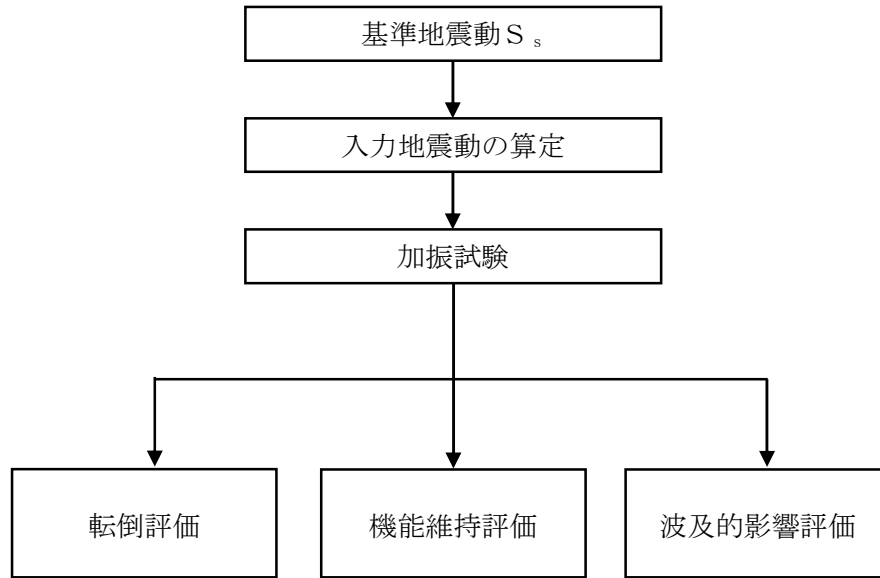 基準地震動Ｓｓ
入力地震動の算定
加振試験
転倒評価
機能維持評価
波及的影響評価